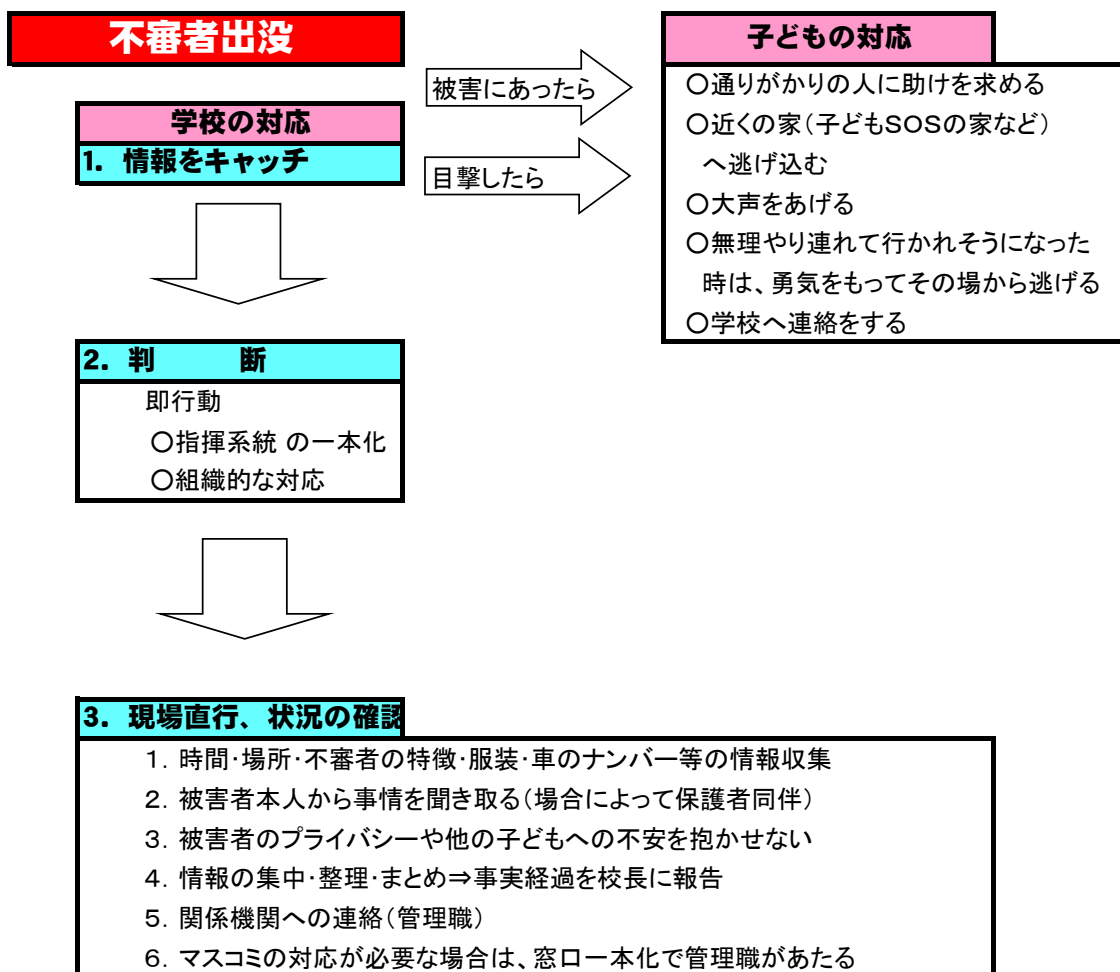 不審者出没
学校の対応
1. 情報をキャッチ
被害にあったら
目撃したら
子どもの対応
○通りがかりの人に助けを求める
○近くの家（子どもSOSの家など）
へ逃げ込む
○大声をあげる
○無理やり連れて行かれそうになった
時は、勇気をもってその場から逃げる
○学校へ連絡をする
2. 判　　　断
即行動
○指揮系統 の一本化
○組織的な対応
3. 現場直行、状況の確認
1. 時間・場所・不審者の特徴・服装・車のナンバー等の情報収集
2. 被害者本人から事情を聞き取る（場合によって保護者同伴）
3. 被害者のプライバシーや他の子どもへの不安を抱かせない
4. 情報の集中・整理・まとめ⇒事実経過を校長に報告
5. 関係機関への連絡（管理職）
6. マスコミの対応が必要な場合は、窓口一本化で管理職があたる